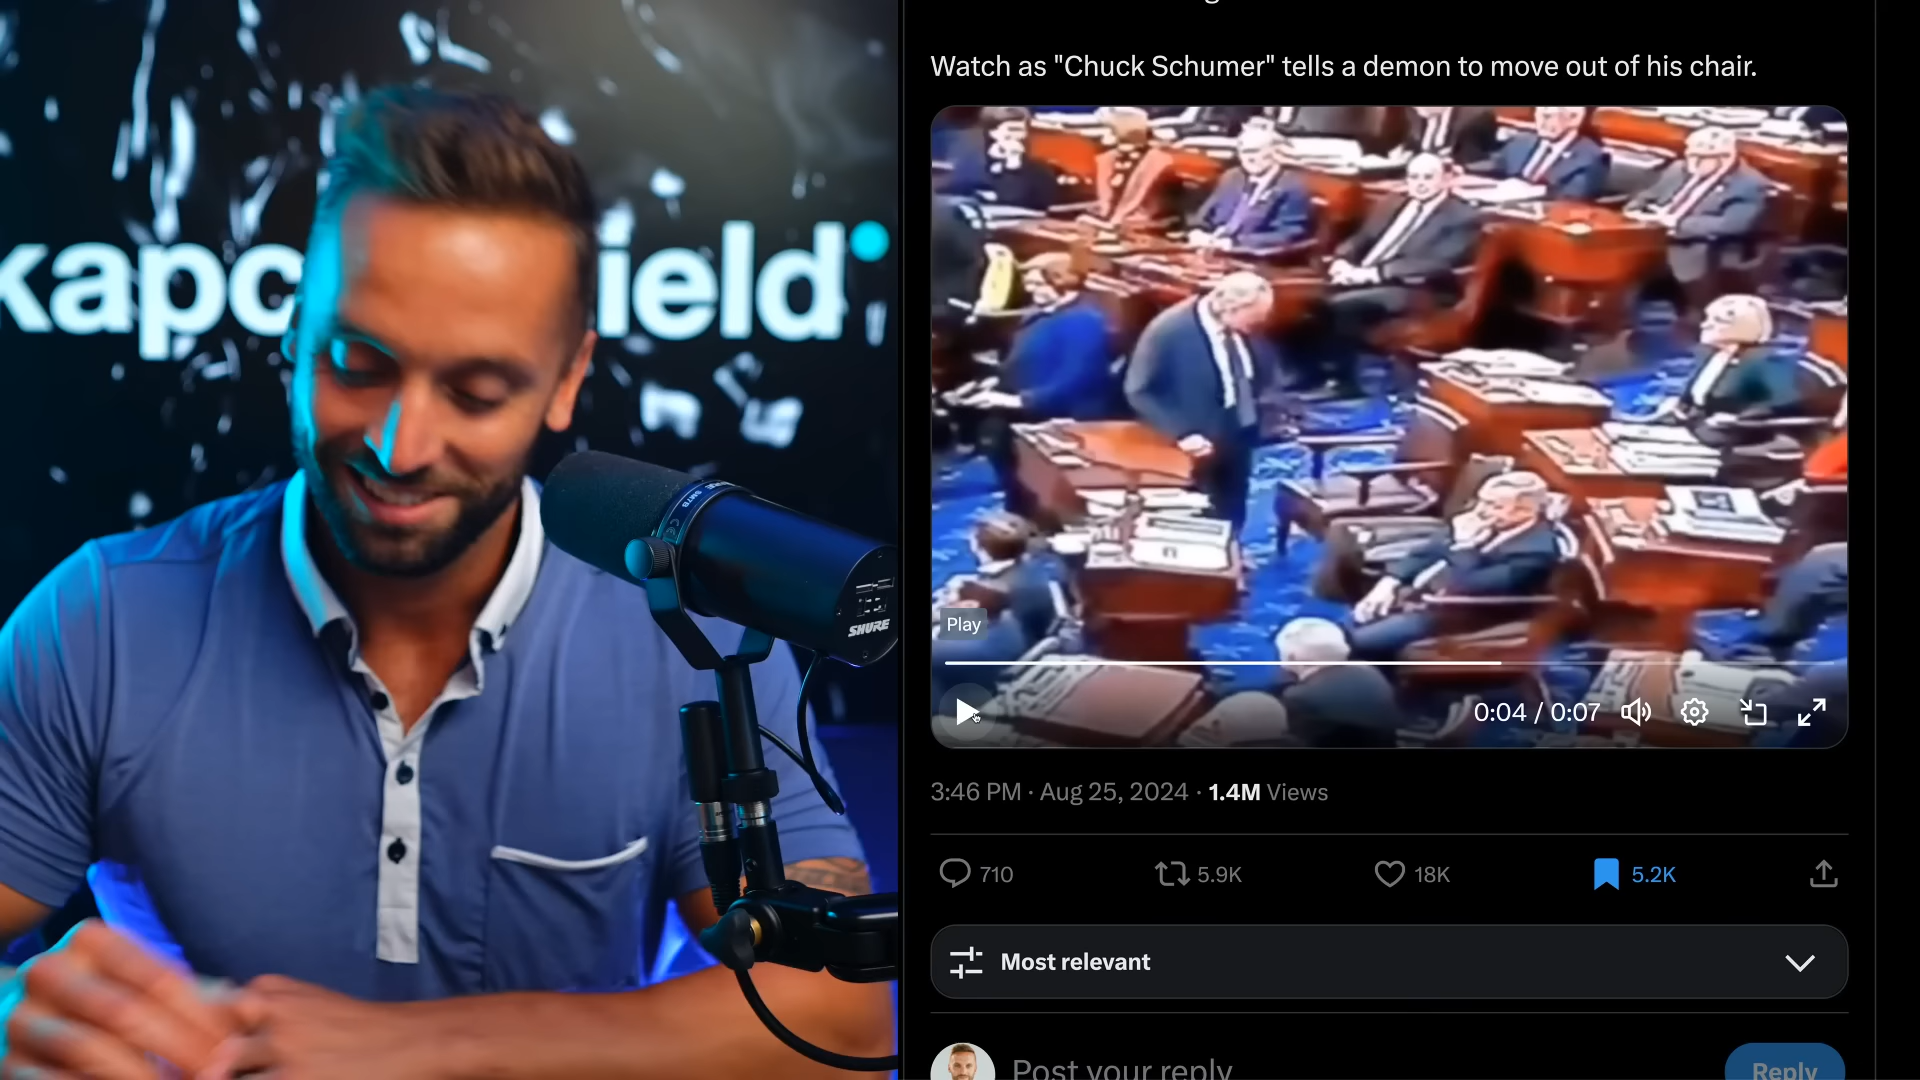 kapc ield
SHURE
Watch as "Chuck Schumer" tells a demon to move out of his chair.
Play
0:04 / 0:07
3:46 PM · Aug 25, 2024 · 1.4M Views
710 5.9K 18K 5.2K
Most relevant
Post your reply
Reply